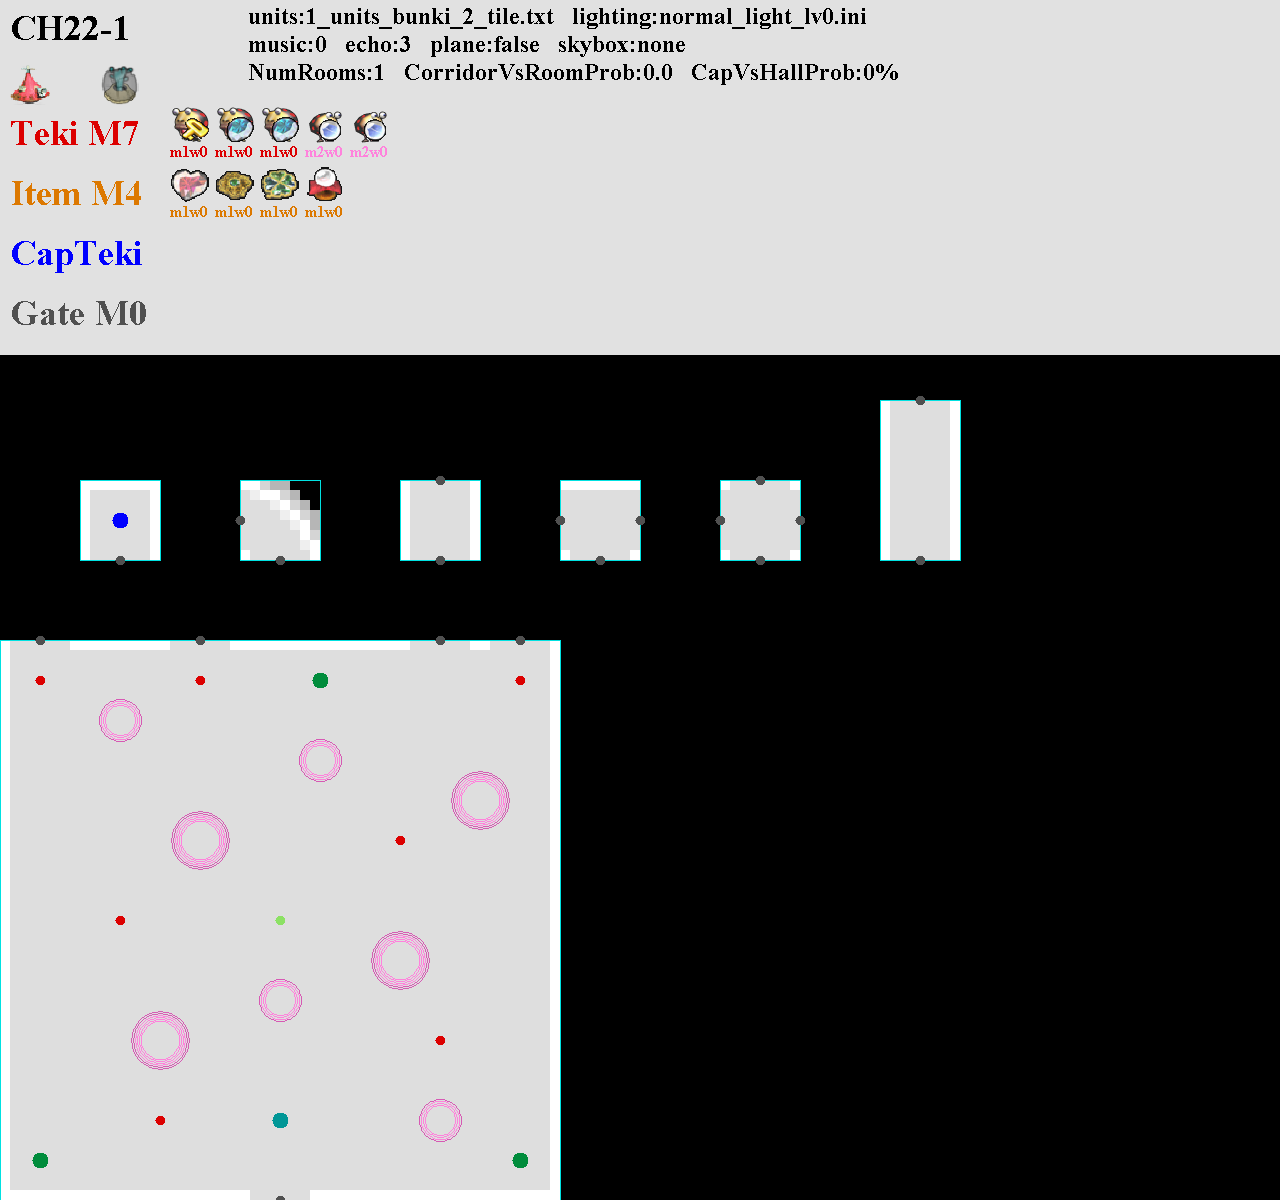 CH22-1
units:1_units_bunki_2_tile.txt lighting:normal_light_lv0.ini
music:0 echo:3 plane:false skybox:none
NumRooms:1 CorridorVsRoomProb:0.0 CapVsHallProb:0%
Teki M7
m1w0 m1w0 m1w0 m2w0 m2w0
Item M4
m1w0 m1w0 m1w0 m1w0
CapTeki
Gate M0